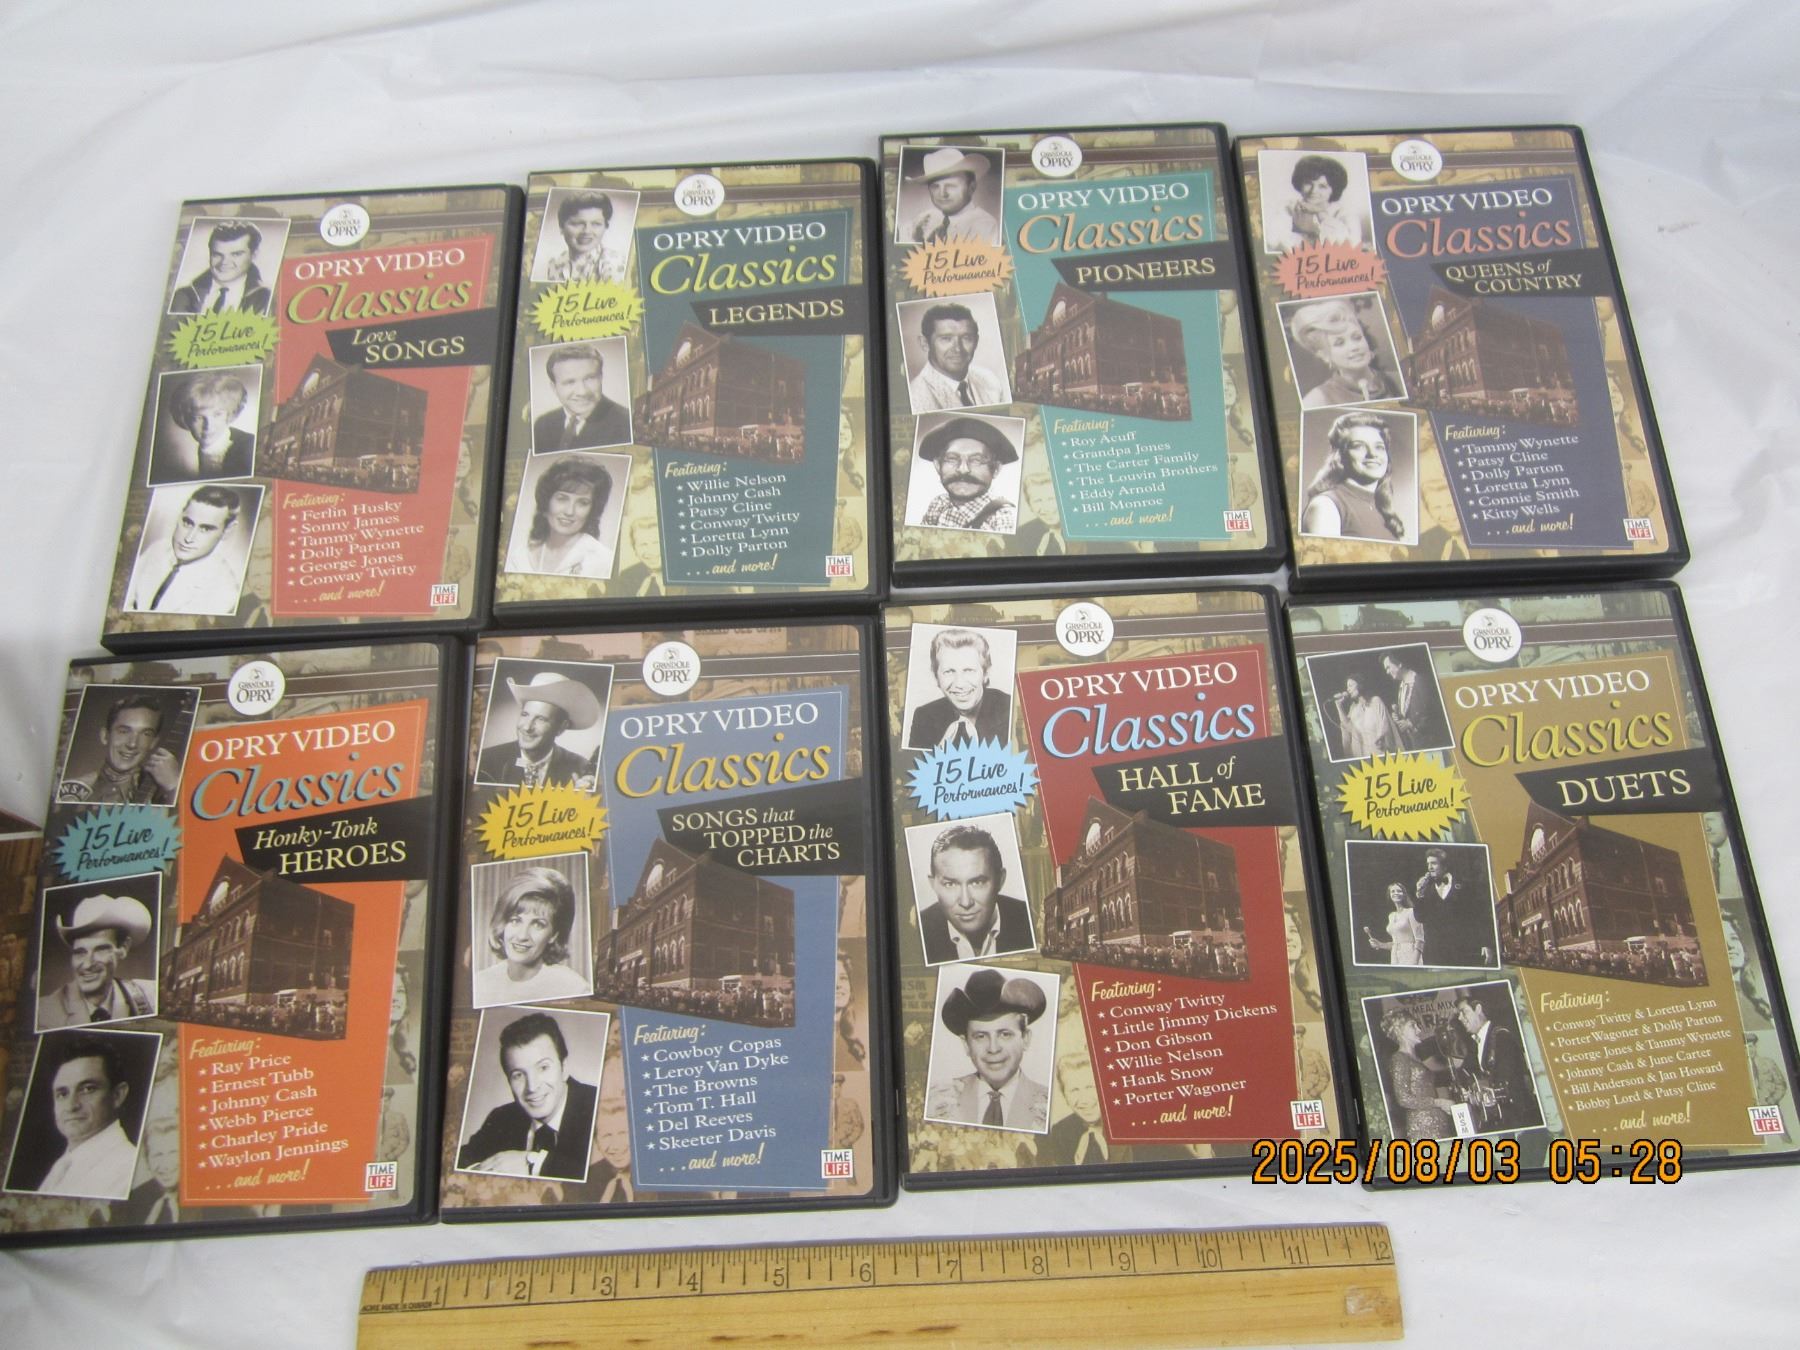 GRAND OLE
OPRY
OPRY VIDEO
Classics
Love
SONGS
15 Live
Performances!
Featuring:
★ Ferlin Husky
★ Sonny James
★ Tammy Wynette
★ Dolly Parton
★ George Jones
★ Conway Twitty
...and more!
TIME
LIFE
GRAND OLE
OPRY
OPRY VIDEO
Classics
LEGENDS
15 Live
Performances!
Featuring:
★ Willie Nelson
★ Johnny Cash
★ Patsy Cline
★ Conway Twitty
★ Loretta Lynn
★ Dolly Parton
...and more!
TIME
LIFE
GRAND OLE
OPRY
OPRY VIDEO
Classics
PIONEERS
15 Live
Performances!
Featuring:
★ Roy Acuff
★ Grandpa Jones
★ The Carter Family
★ The Louvin Brothers
★ Eddy Arnold
★ Bill Monroe
...and more!
TIME
LIFE
GRAND OLE
OPRY
OPRY VIDEO
Classics
QUEENS of
COUNTRY
15 Live
Performances!
Featuring:
★ Tammy Wynette
★ Patsy Cline
★ Dolly Parton
★ Loretta Lynn
★ Connie Smith
★ Kitty Wells
...and more!
TIME
LIFE
GRAND OLE
OPRY
OPRY VIDEO
Classics
Honky-Tonk
HEROES
WSM
15 Live
Performances!
Featuring:
★ Ray Price
★ Ernest Tubb
★ Johnny Cash
★ Webb Pierce
★ Charley Pride
★ Waylon Jennings
...and more!
TIME
LIFE
GRAND OLE
OPRY
OPRY VIDEO
Classics
SONGS that
TOPPED the
CHARTS
15 Live
Performances!
Featuring:
★ Cowboy Copas
★ Leroy Van Dyke
★ The Browns
★ Tom T. Hall
★ Del Reeves
★ Skeeter Davis
...and more!
TIME
LIFE
GRAND OLE
OPRY
OPRY VIDEO
Classics
HALL of
FAME
15 Live
Performances!
Featuring:
★ Conway Twitty
★ Little Jimmy Dickens
★ Don Gibson
★ Willie Nelson
★ Hank Snow
★ Porter Wagoner
...and more!
TIME
LIFE
GRAND OLE
OPRY
OPRY VIDEO
Classics
DUETS
15 Live
Performances!
WSM
Featuring:
★ Conway Twitty & Loretta Lynn
★ Porter Wagoner & Dolly Parton
★ George Jones & Tammy Wynette
★ Johnny Cash & June Carter
★ Bill Anderson & Jan Howard
★ Bobby Lord & Patsy Cline
...and more!
TIME
LIFE
2025/08/03 05:28
1 2 3 4 5 6 7 8 9 10 11 12
ACME MADE IN CANADA